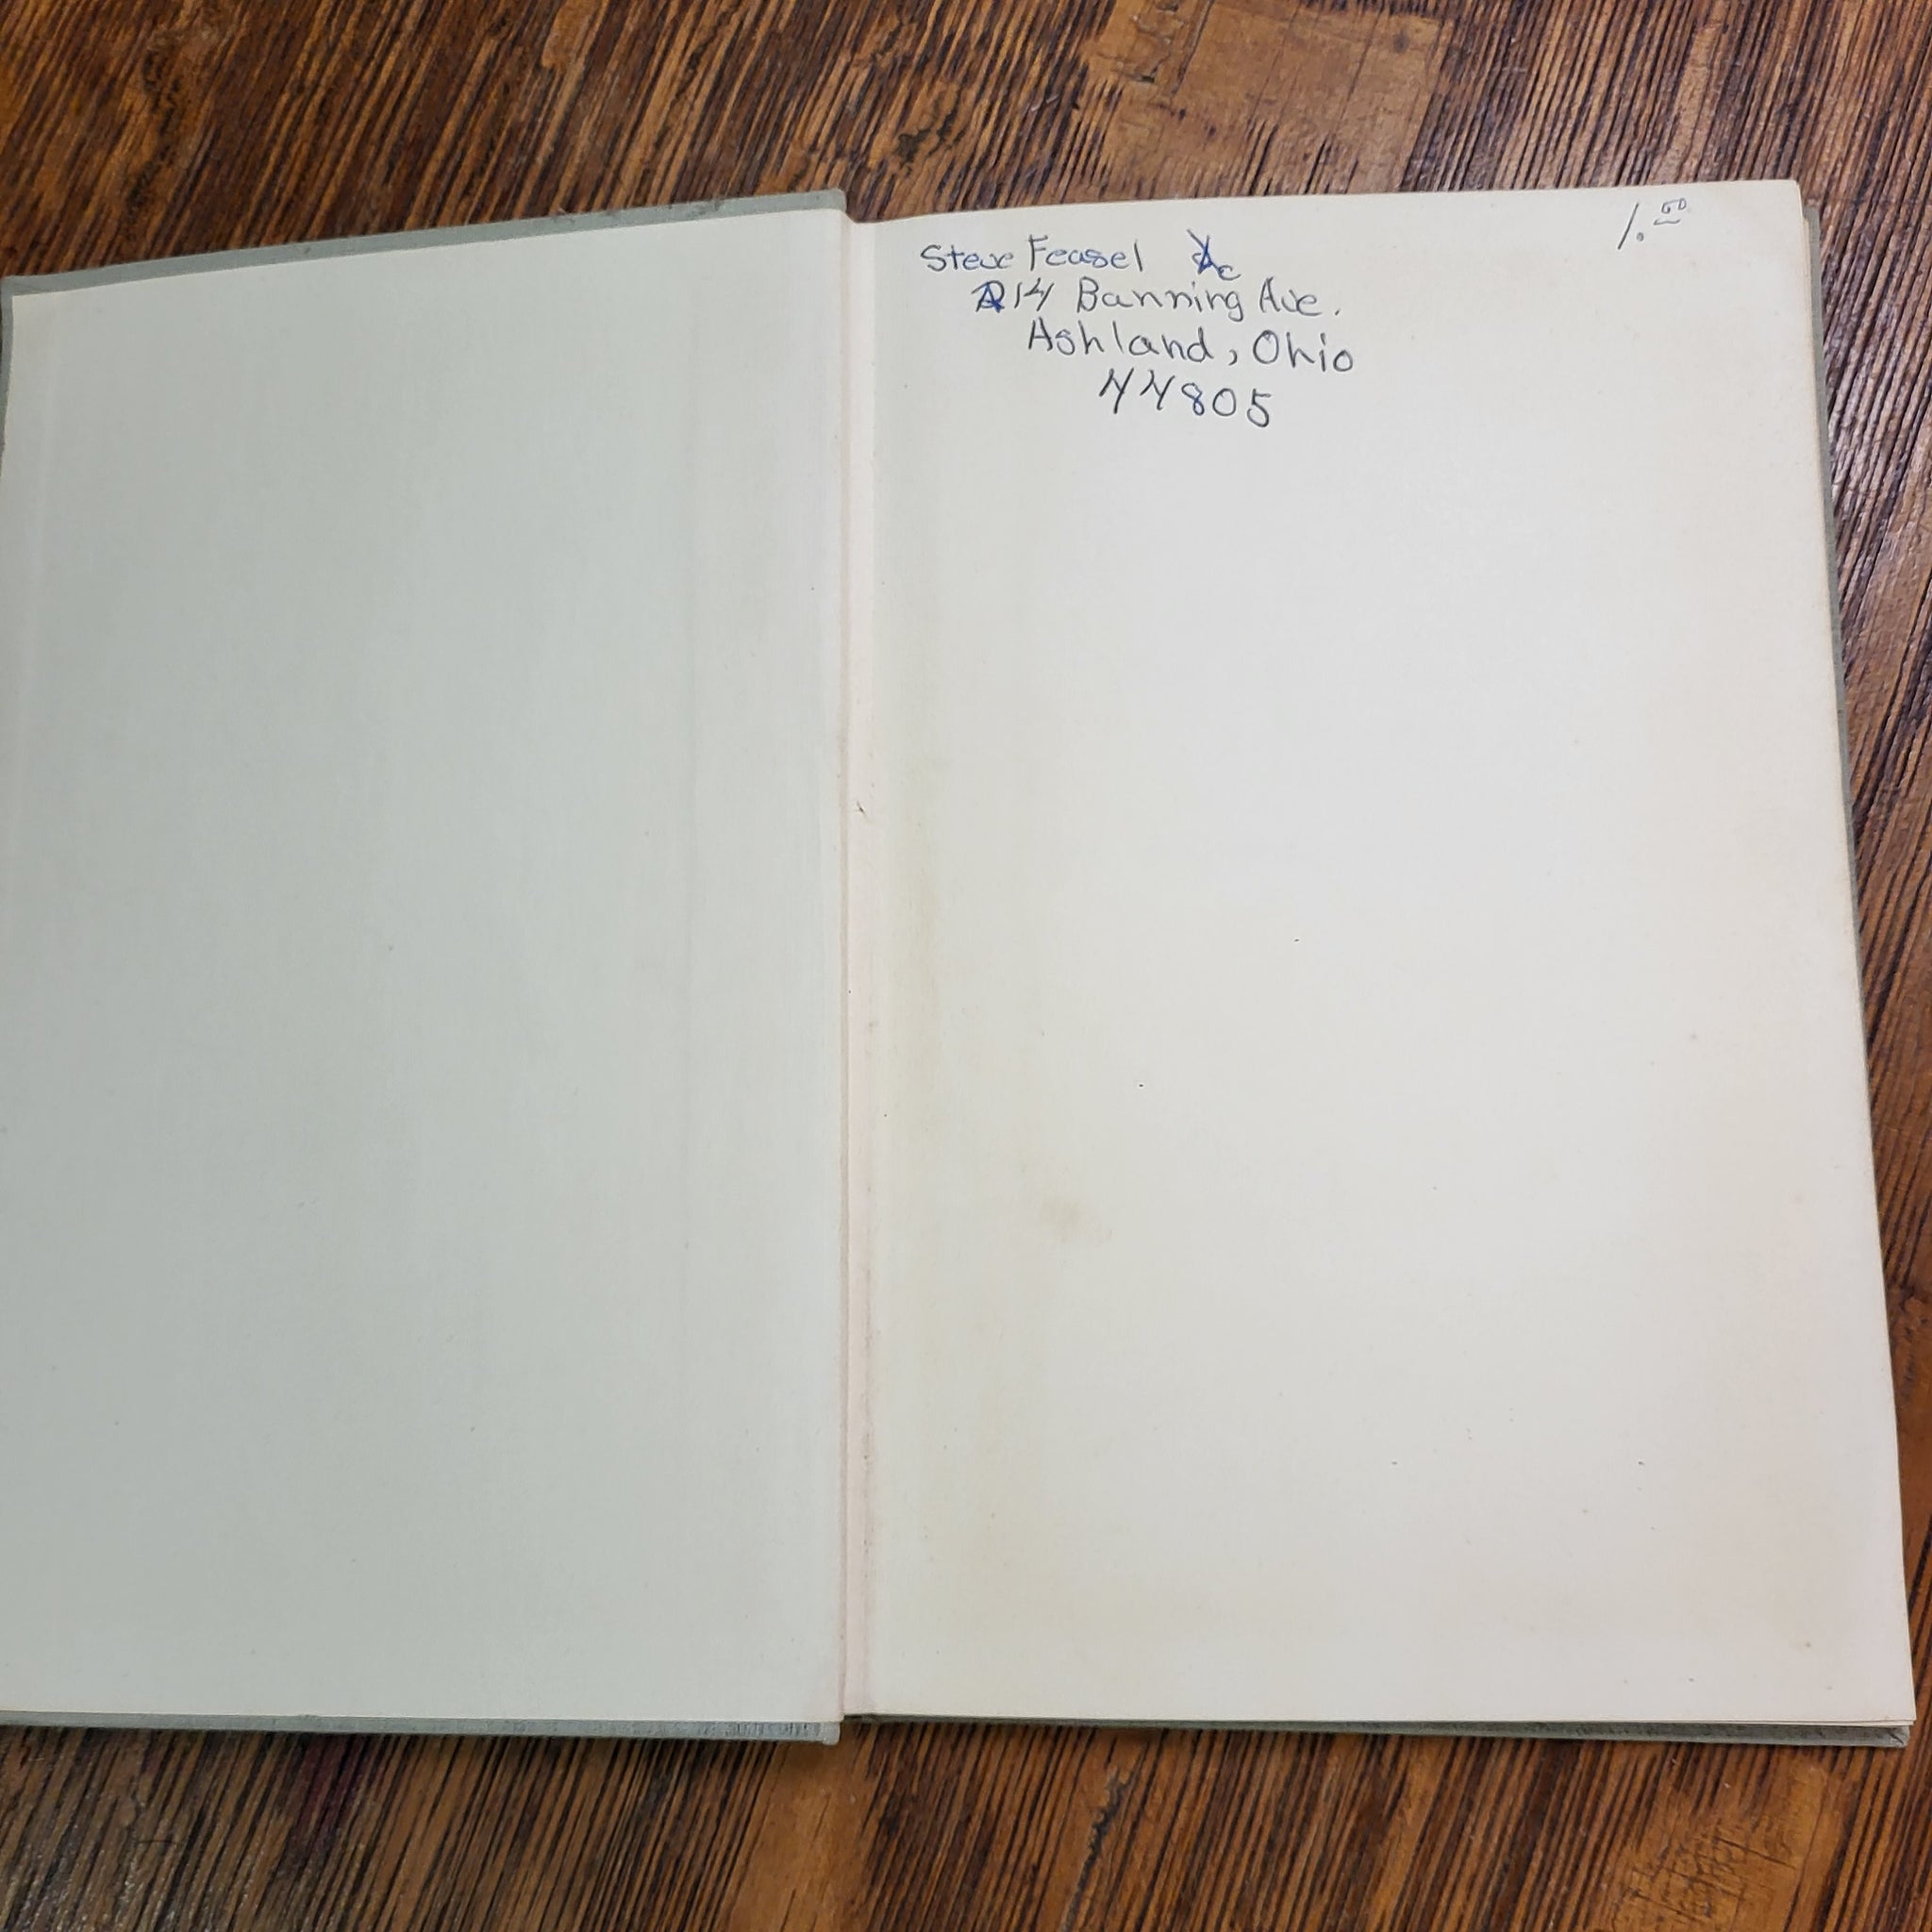 Steve Feasel
214 Banning Ave.
Ashland, Ohio
44805
1.50